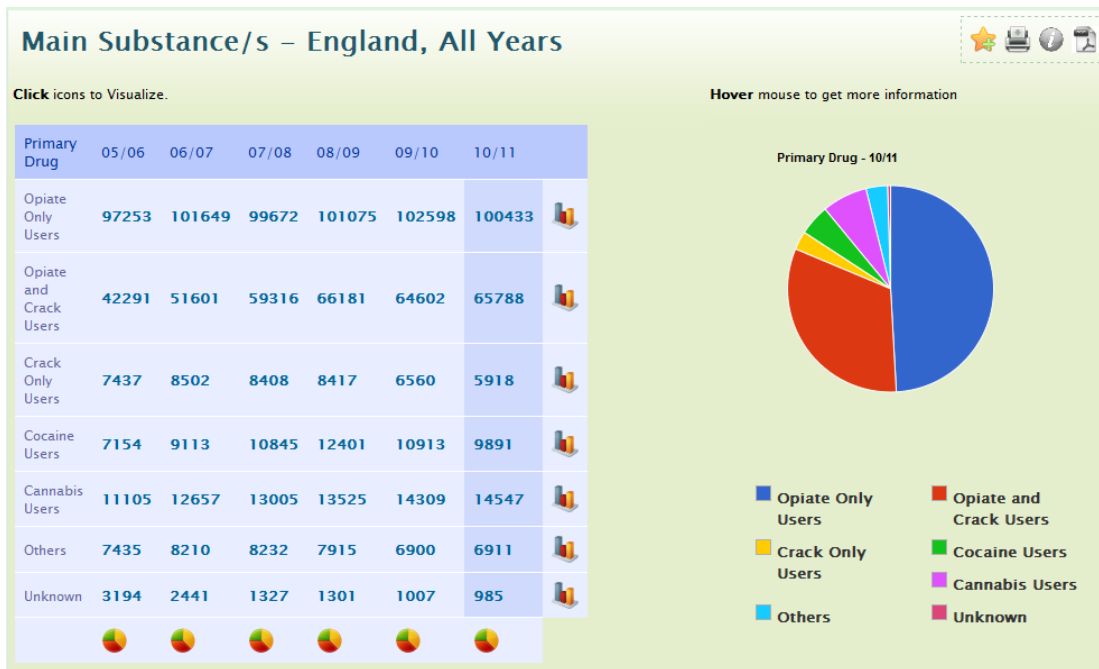 Main Substance/s – England, All Years
Click icons to Visualize.
Hover mouse to get more information
Primary Drug 05/06 06/07 07/08 08/09 09/10 10/11
Opiate Only Users 97253 101649 99672 101075 102598 100433
Opiate and Crack Users 42291 51601 59316 66181 64602 65788
Crack Only Users 7437 8502 8408 8417 6560 5918
Cocaine Users 7154 9113 10845 12401 10913 9891
Cannabis Users 11105 12657 13005 13525 14309 14547
Others 7435 8210 8232 7915 6900 6911
Unknown 3194 2441 1327 1301 1007 985
Primary Drug - 10/11
Opiate Only Users
Opiate and Crack Users
Crack Only Users
Cocaine Users
Cannabis Users
Others
Unknown